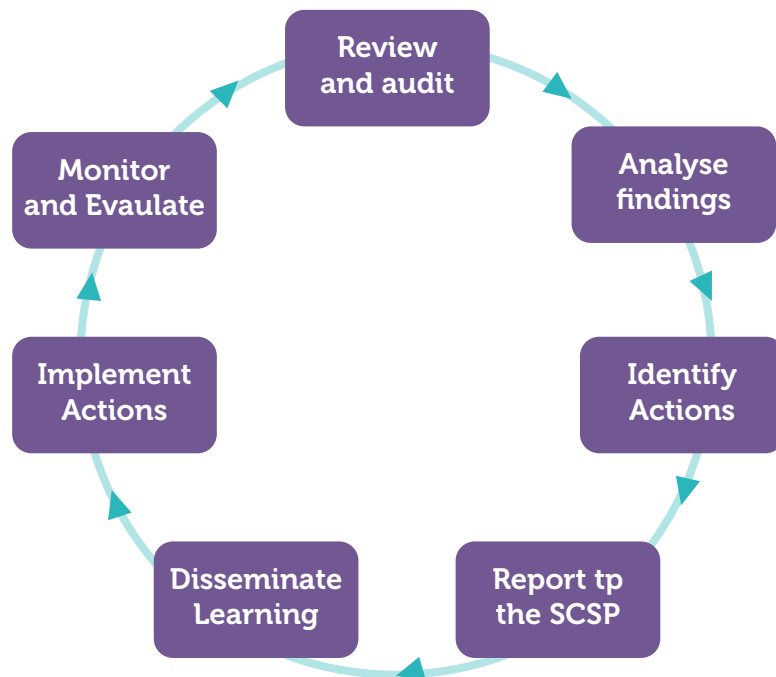 Review
and audit
Analyse
findings
Identify
Actions
Report tp
the SCSP
Disseminate
Learning
Implement
Actions
Monitor
and Evaulate